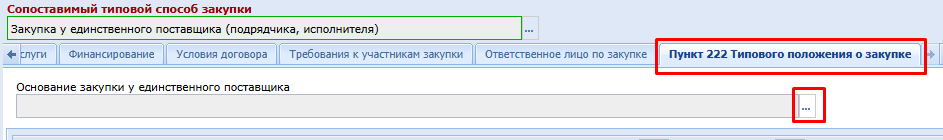 Сопоставимый типовой способ закупки
Закупка у единственного поставщика (подрядчика, исполнителя) ...
слуги Финансирование Условия договора Требования к участникам закупки Ответственное лицо по закупке Пункт 222 Типового положения о закупке
Основание закупки у единственного поставщика
...